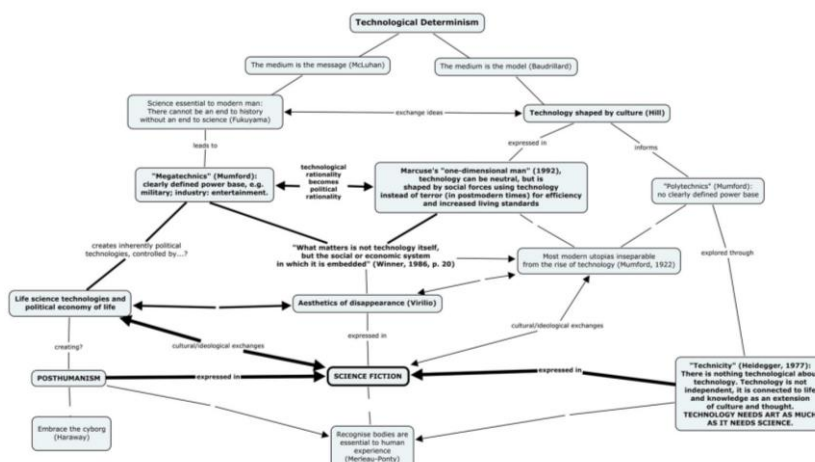 Technological Determinism
The medium is the message (McLuhan)
The medium is the model (Baudrillard)
Science essential to modern man:
There cannot be an end to history
without an end to science (Fukuyama)
exchange ideas
Technology shaped by culture (Hill)
leads to
expressed in
informs
"Megatechnics" (Mumford):
clearly defined power base, e.g.
military; industry: entertainment.
technological
rationality
becomes
political
rationality
Marcuse's "one-dimensional man" (1992),
technology can be neutral, but is
shaped by social forces using technology
instead of terror (in postmodern times) for efficiency
and increased living standards
"Polytechnics" (Mumford):
no clearly defined power base
creates inherently political
technologies, controlled by....?
"What matters is not technology itself,
but the social or economic system
in which it is embedded" (Winner, 1986, p. 20)
Most modern utopias inseparable
from the rise of technology (Mumford, 1922)
explored through
Life science technologies and
political economy of life
Aesthetics of disappearance (Virilio)
creating?
cultural/ideological exchanges
expressed in
cultural/ideological exchanges
POSTHUMANISM
expressed in
SCIENCE FICTION
expressed in
"Technicity" (Heidegger, 1977):
There is nothing technological about
technology. Technology is not
independent, it is connected to life
and knowledge as an extension
of culture and thought.
TECHNOLOGY NEEDS ART AS MUCH
AS IT NEEDS SCIENCE.
Embrace the cyborg
(Haraway)
Recognise bodies are
essential to human
experience
(Merleau-Ponty)